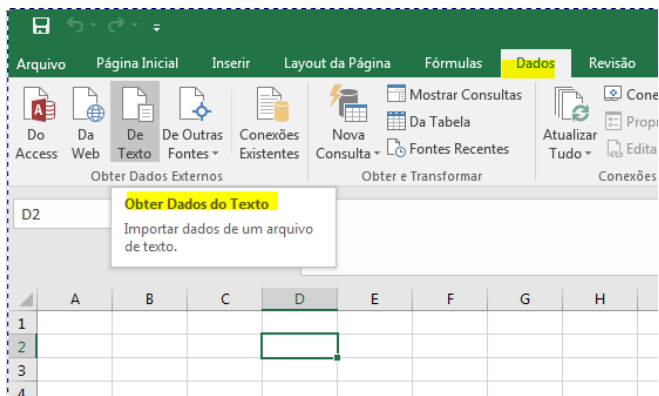 Arquivo Página Inicial Inserir Layout da Página Fórmulas Dados Revisão
Do Access
Da Web
De Texto
De Outras Fontes
Conexões Existentes
Obter Dados Externos
Nova Consulta
Mostrar Consultas
Da Tabela
Fontes Recentes
Obter e Transformar
Atualizar Tudo
Conexões
D2
Obter Dados do Texto
Importar dados de um arquivo
de texto.
A B C D E F G H
1
2
3
4